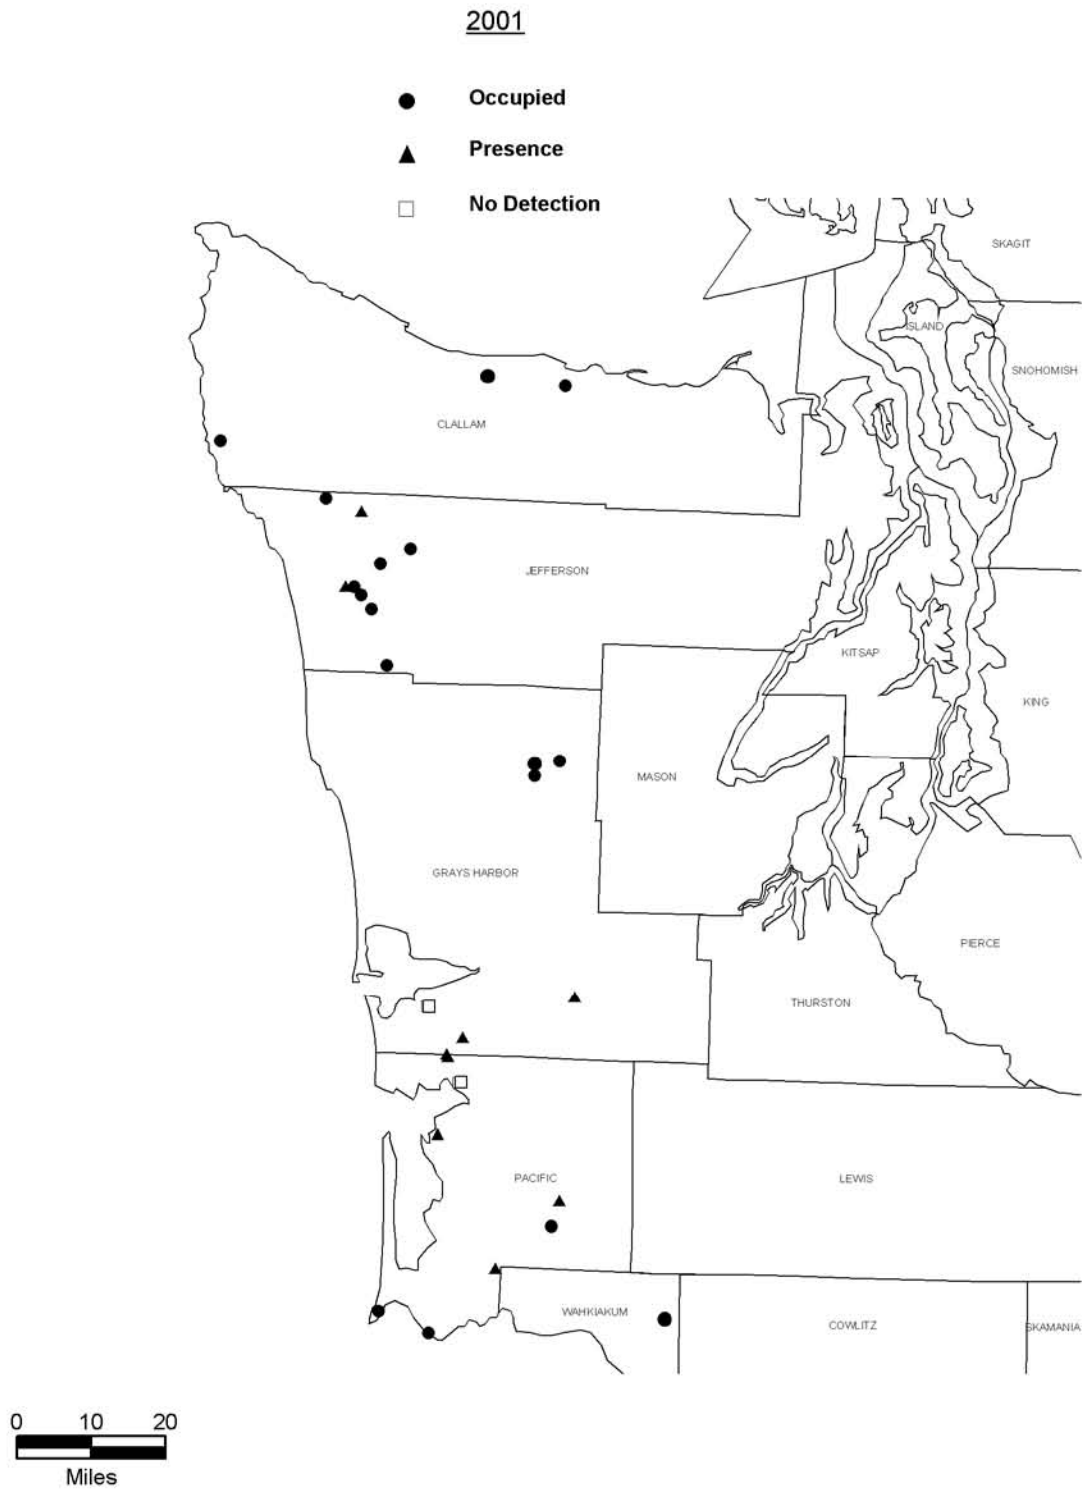 2001
Occupied
Presence
No Detection
SKAGIT
ISLAND
SNOHOMISH
CLALLAM
JEFFERSON
KITSAP
KING
MASON
GRAYS HARBOR
PIERCE
THURSTON
PACIFIC
LEWIS
WAHKIAKUM
COWLITZ
SKAMANIA
0 10 20
Miles